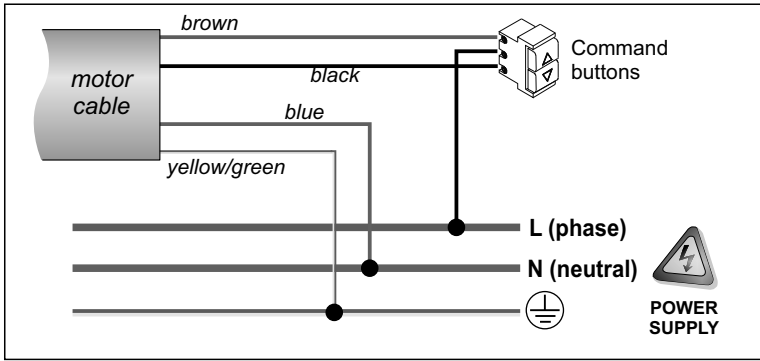 brown
Command
buttons
motor
cable
black
blue
yellow/green
L (phase)
N (neutral)
POWER
SUPPLY